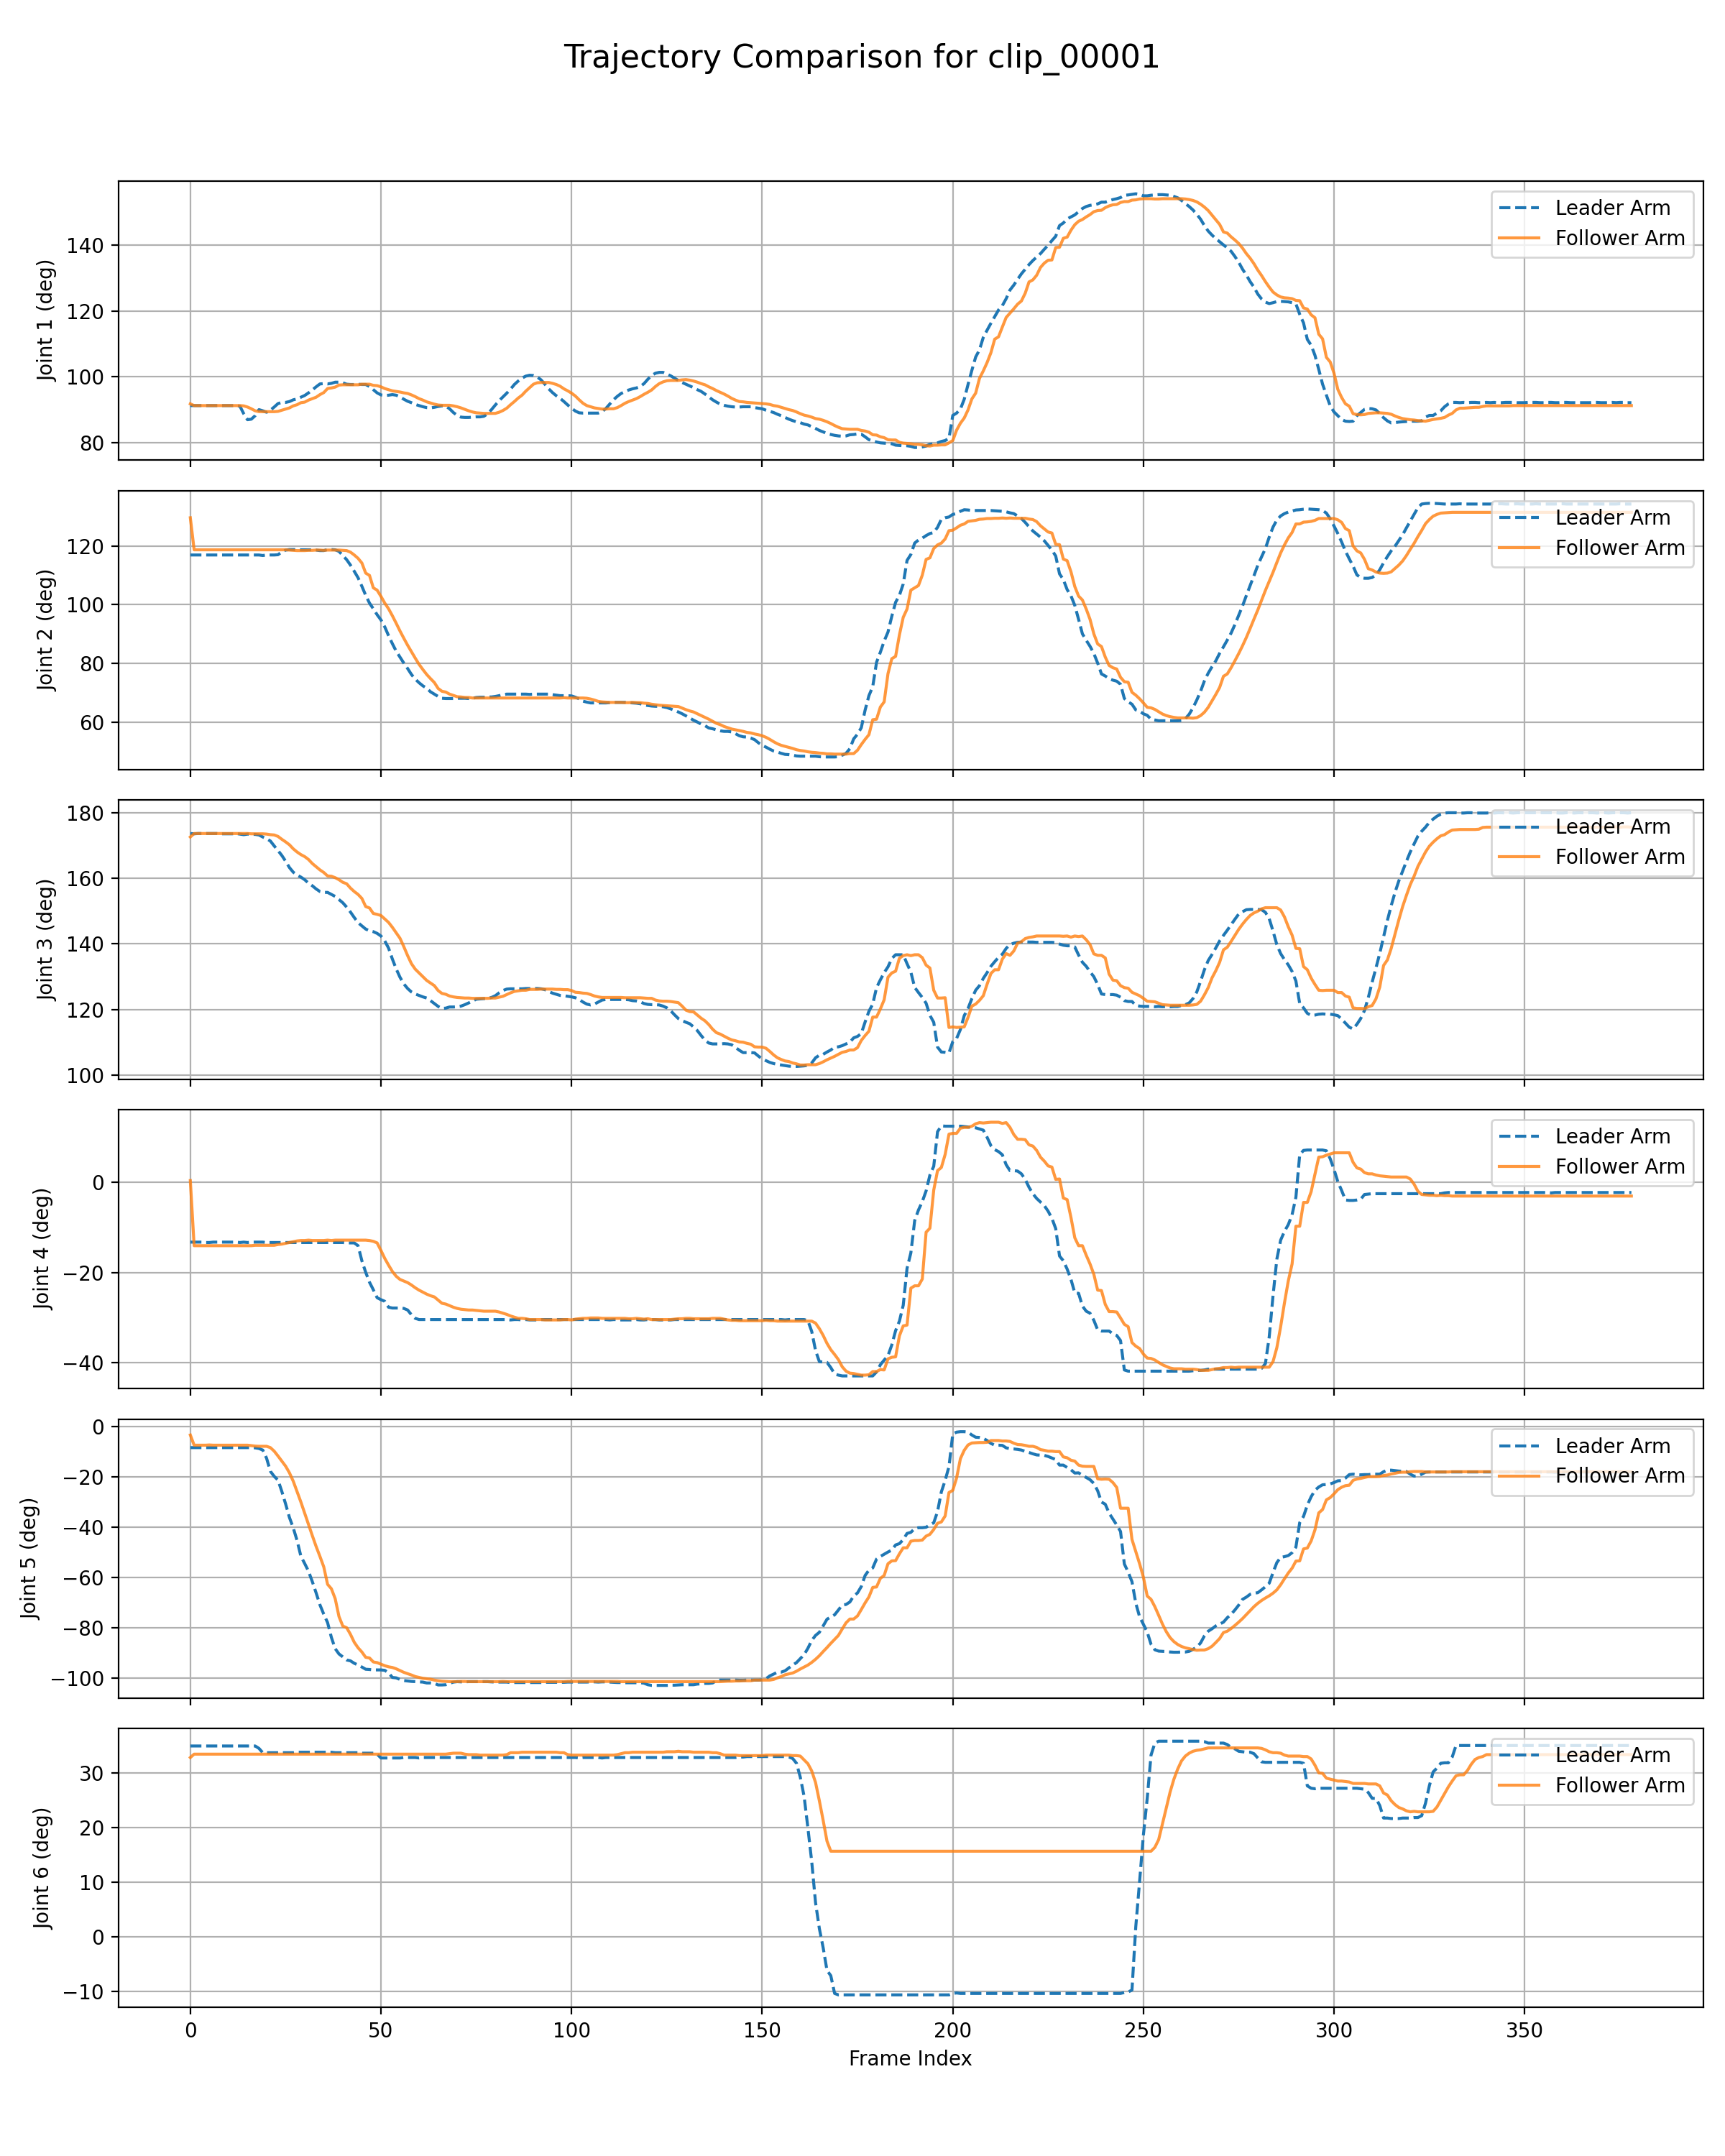 Trajectory Comparison for clip_00001
Joint 1 (deg)
140
120
100
80
Leader Arm
Follower Arm
Joint 2 (deg)
120
100
80
60
Leader Arm
Follower Arm
Joint 3 (deg)
180
160
140
120
100
Leader Arm
Follower Arm
Joint 4 (deg)
0
−20
−40
Leader Arm
Follower Arm
Joint 5 (deg)
0
−20
−40
−60
−80
−100
Leader Arm
Follower Arm
Joint 6 (deg)
30
20
10
0
−10
Leader Arm
Follower Arm
0 50 100 150 200 250 300 350
Frame Index